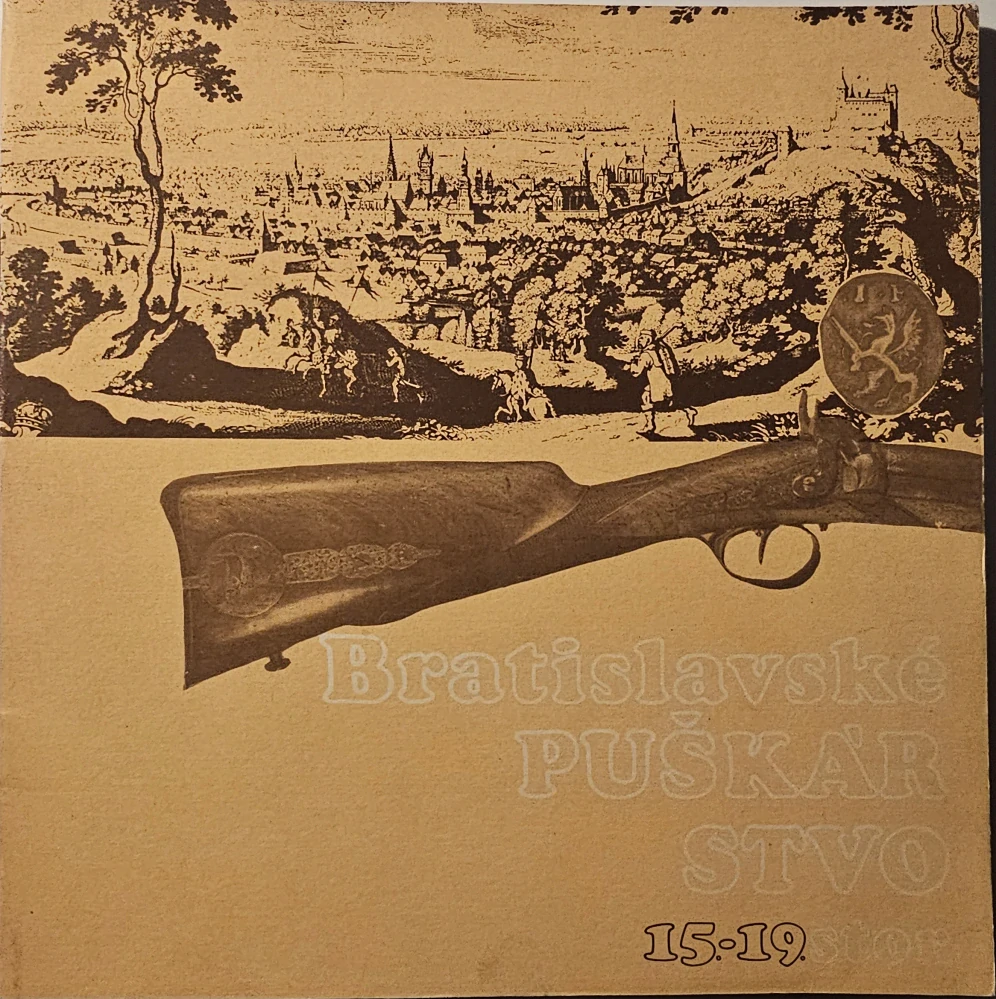 I F
Bratislavské
PUŠKÁR
STVO
15.-19. stor.